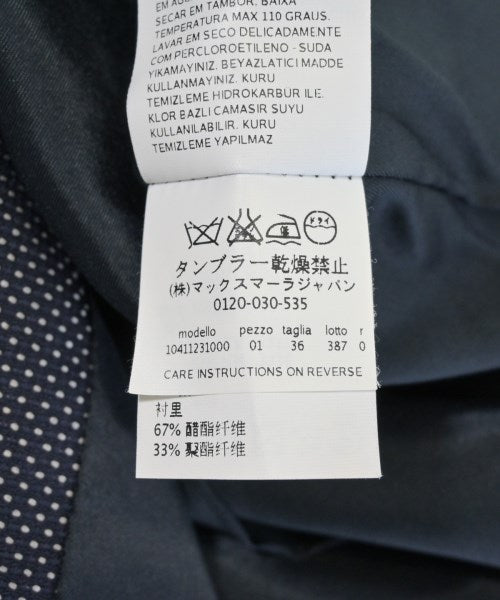 EM AGU
SECAR EM TAMBOR. BAIXA
TEMPERATURA MAX 110 GRAUS.
LAVAR EM SECO DELICADAMENTE
COM PERCLOROETILENO - SUDA
YIKAMAYINIZ. BEYAZLATICI MADDE
KULLANMAYINIZ. KURU
TEMIZLEME HIDROKARBÜR ILE.
KLOR BAZLI CAMASIR SUYU
KULLANILABILIR. KURU
TEMIZLEME YAPILMAZ
ドライ
タンブラー乾燥禁止
(株)マックスマーラジャパン
0120-030-535
modello pezzo taglia lotto r
10411231000 01 36 387 0
CARE INSTRUCTIONS ON REVERSE
衬里
67% 醋酯纤维
33% 聚酯纤维